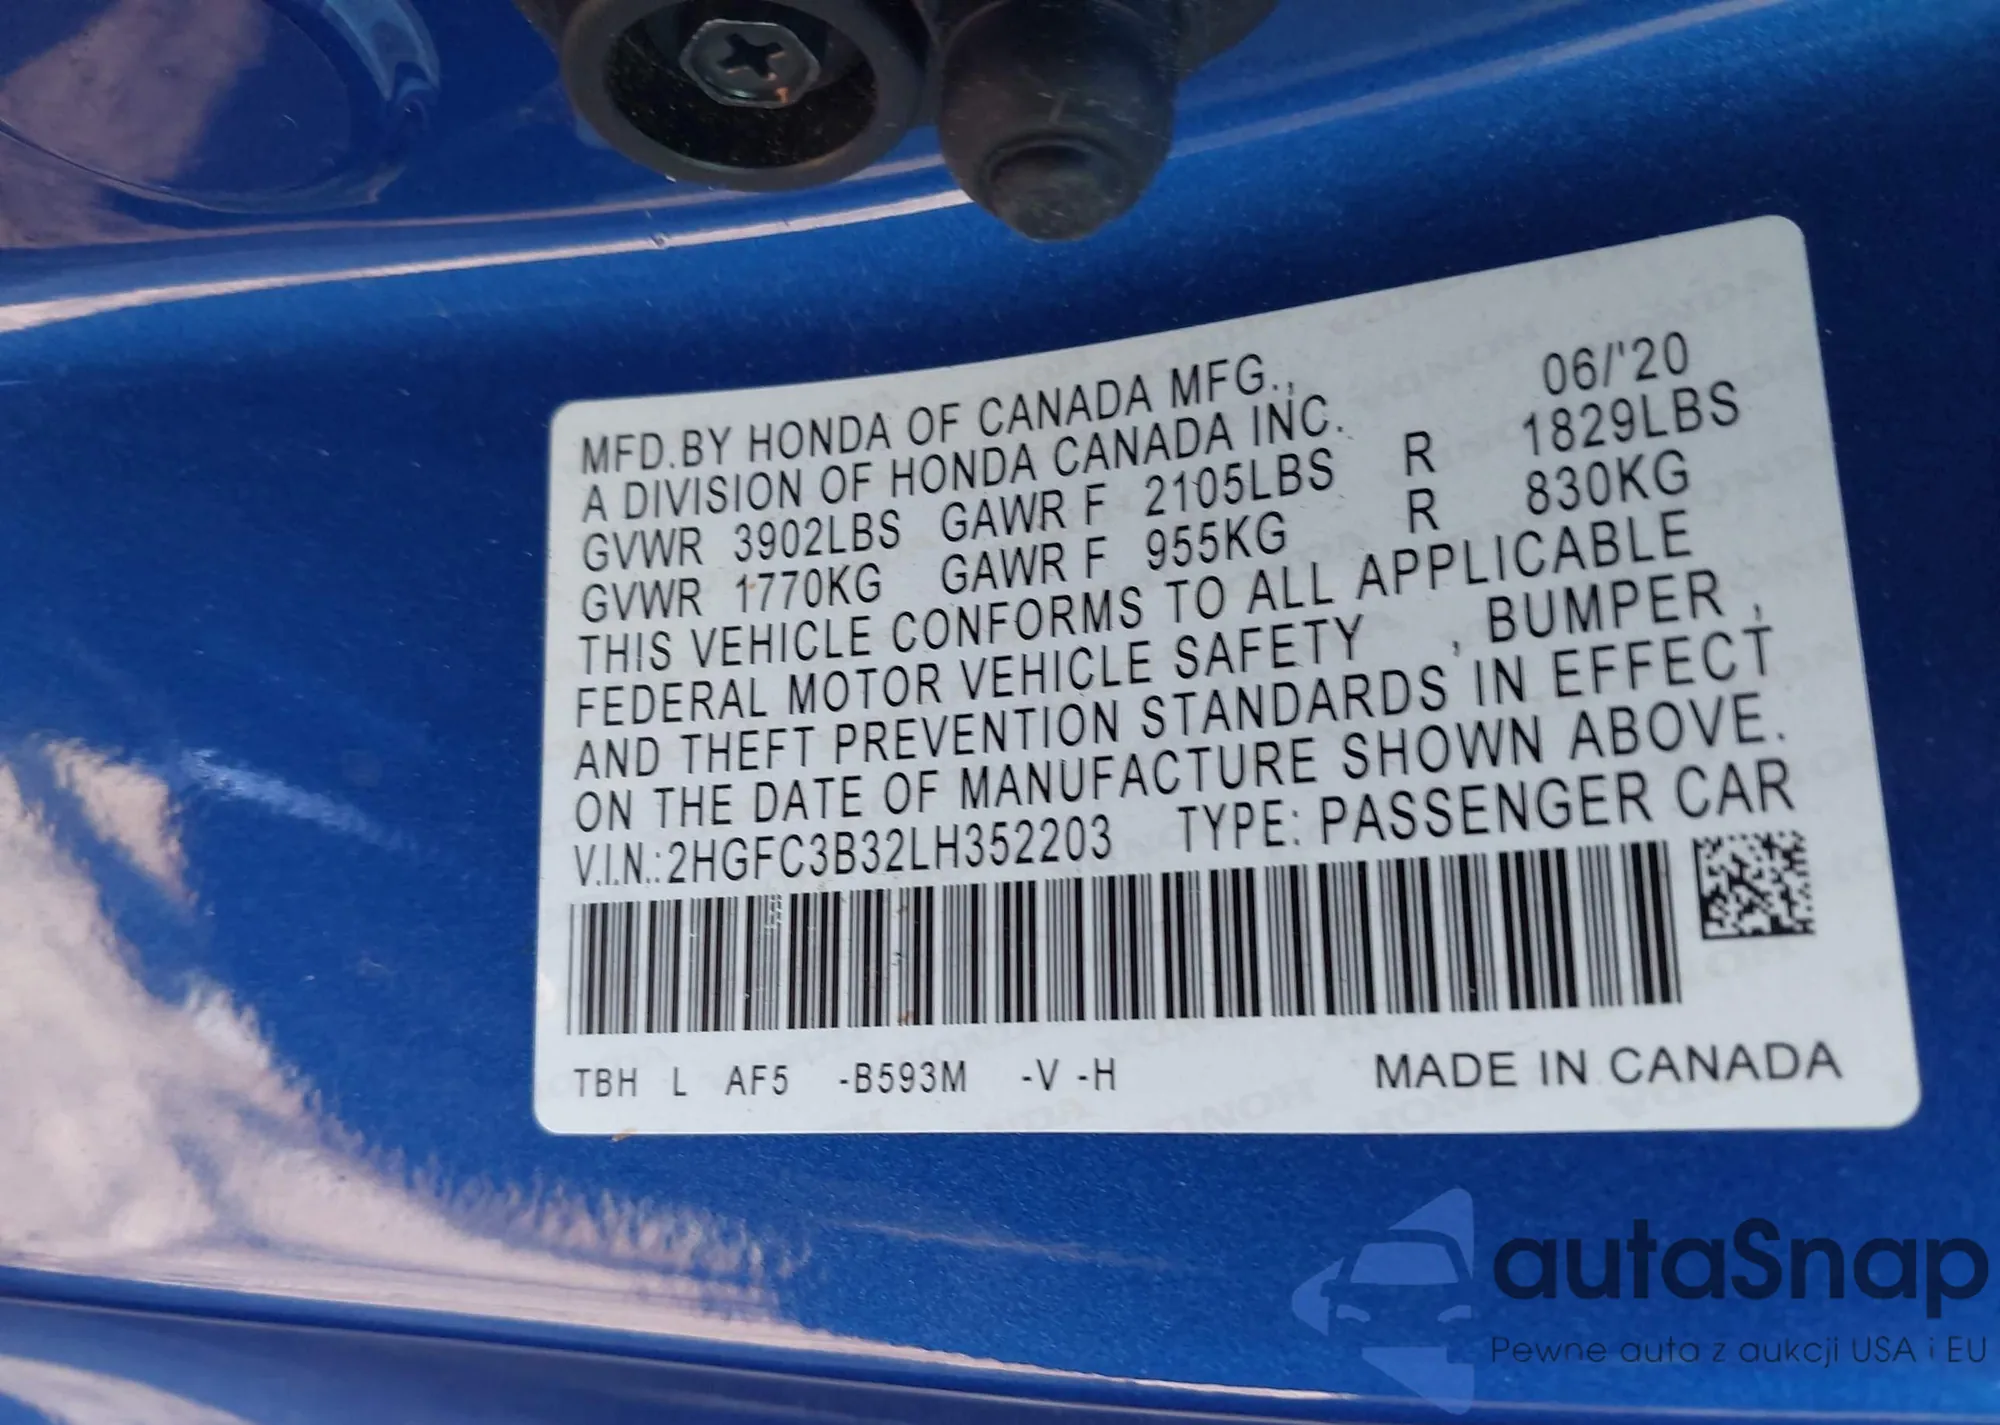 MFD.BY HONDA OF CANADA MFG., 06/'20
A DIVISION OF HONDA CANADA INC.
GVWR 3902LBS GAWR F 2105LBS R 1829LBS
GVWR 1770KG GAWR F 955KG R 830KG
THIS VEHICLE CONFORMS TO ALL APPLICABLE
FEDERAL MOTOR VEHICLE SAFETY , BUMPER ,
AND THEFT PREVENTION STANDARDS IN EFFECT
ON THE DATE OF MANUFACTURE SHOWN ABOVE.
V.I.N.:2HGFC3B32LH352203 TYPE: PASSENGER CAR
TBH L AF5 -B593M -V -H MADE IN CANADA
autaSnap
Pewne auta z aukcji USA i EU